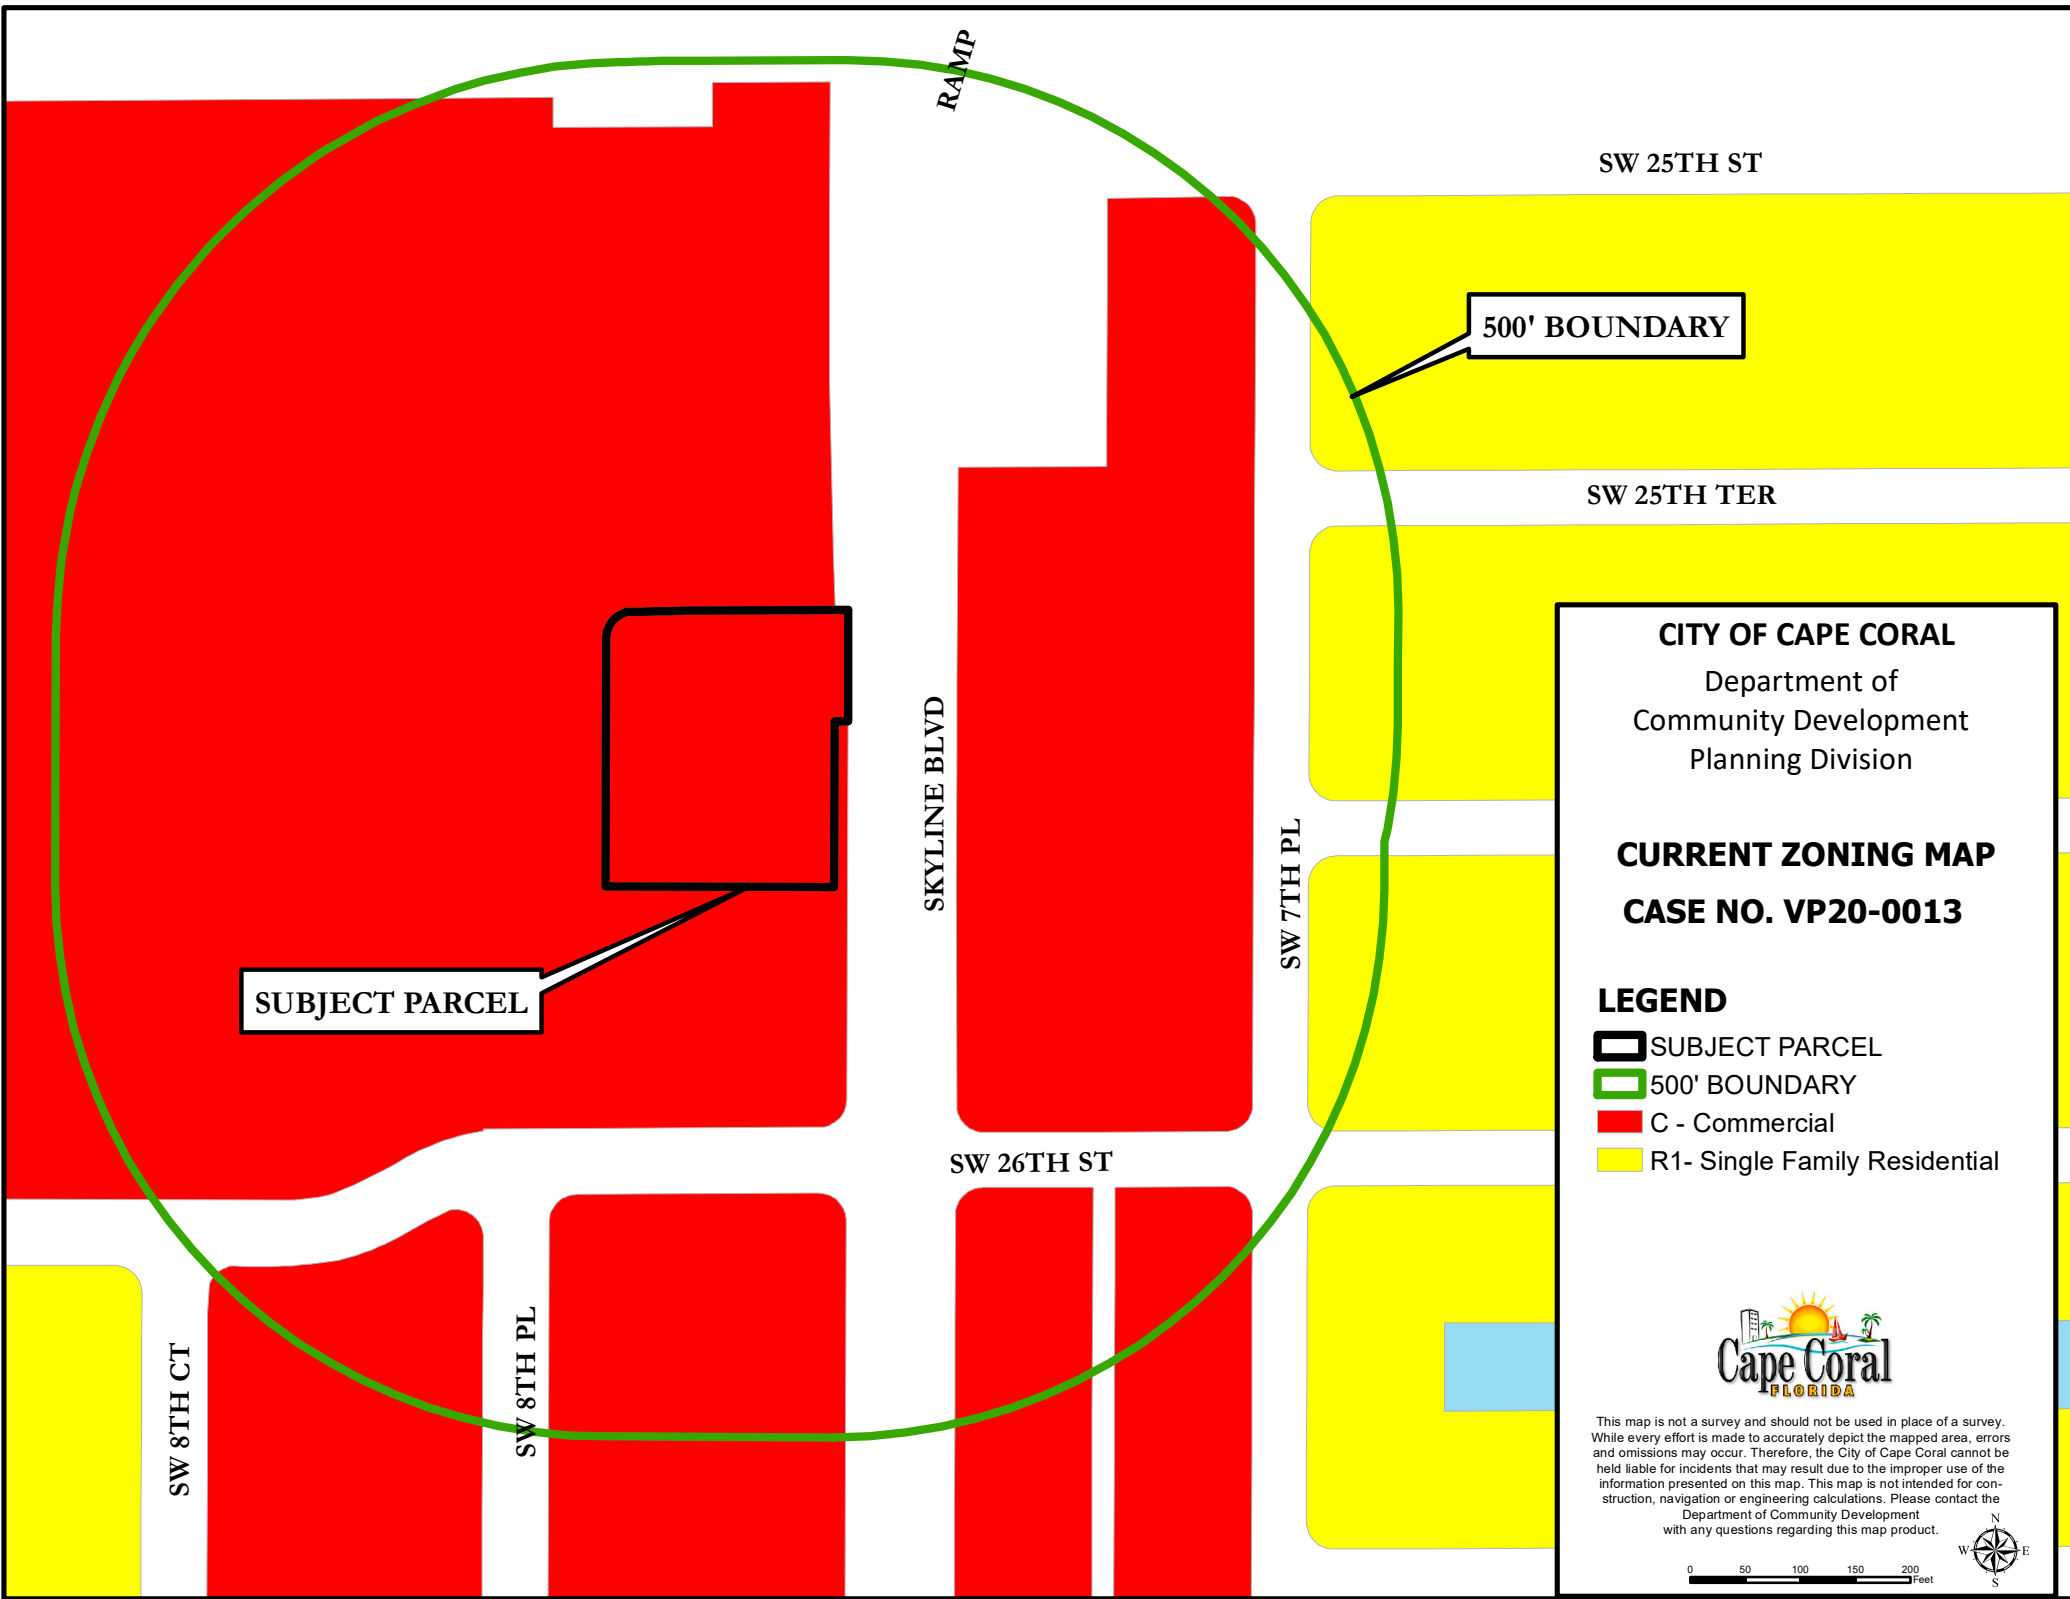 RAMP
SW 25TH ST
500' BOUNDARY
SW 25TH TER
SKYLINE BLVD
SW 7TH PL
SUBJECT PARCEL
SW 26TH ST
SW 8TH CT
SW 8TH PL
CITY OF CAPE CORAL
Department of
Community Development
Planning Division
CURRENT ZONING MAP
CASE NO. VP20-0013
LEGEND
SUBJECT PARCEL
500' BOUNDARY
C - Commercial
R1- Single Family Residential
Cape Coral
FLORIDA
This map is not a survey and should not be used in place of a survey.
While every effort is made to accurately depict the mapped area, errors
and omissions may occur. Therefore, the City of Cape Coral cannot be
held liable for incidents that may result due to the improper use of the
information presented on this map. This map is not intended for con-
struction, navigation or engineering calculations. Please contact the
Department of Community Development
with any questions regarding this map product.
N
W E
S
0 50 100 150 200
Feet